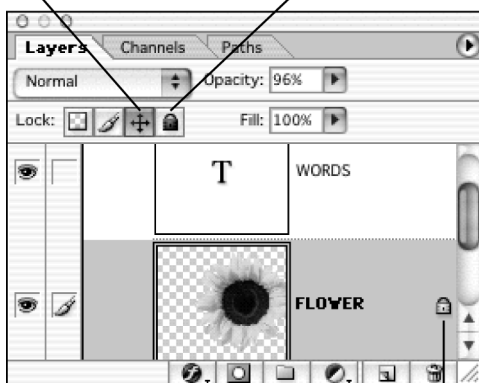 Layers Channels Paths
Normal Opacity: 96%
Lock: Fill: 100%
T WORDS
FLOWER